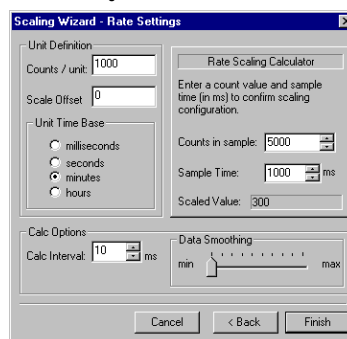 Scaling Wizard - Rate Settings
Unit Definition
Counts / unit: 1000
Scale Offset 0
Unit Time Base
milliseconds
seconds
minutes
hours
Rate Scaling Calculator
Enter a count value and sample
time (in ms) to confirm scaling
configuration.
Counts in sample: 5000
Sample Time: 1000 ms
Scaled Value: 300
Calc Options
Calc Interval: 10 ms
Data Smoothing
min max
Cancel < Back Finish